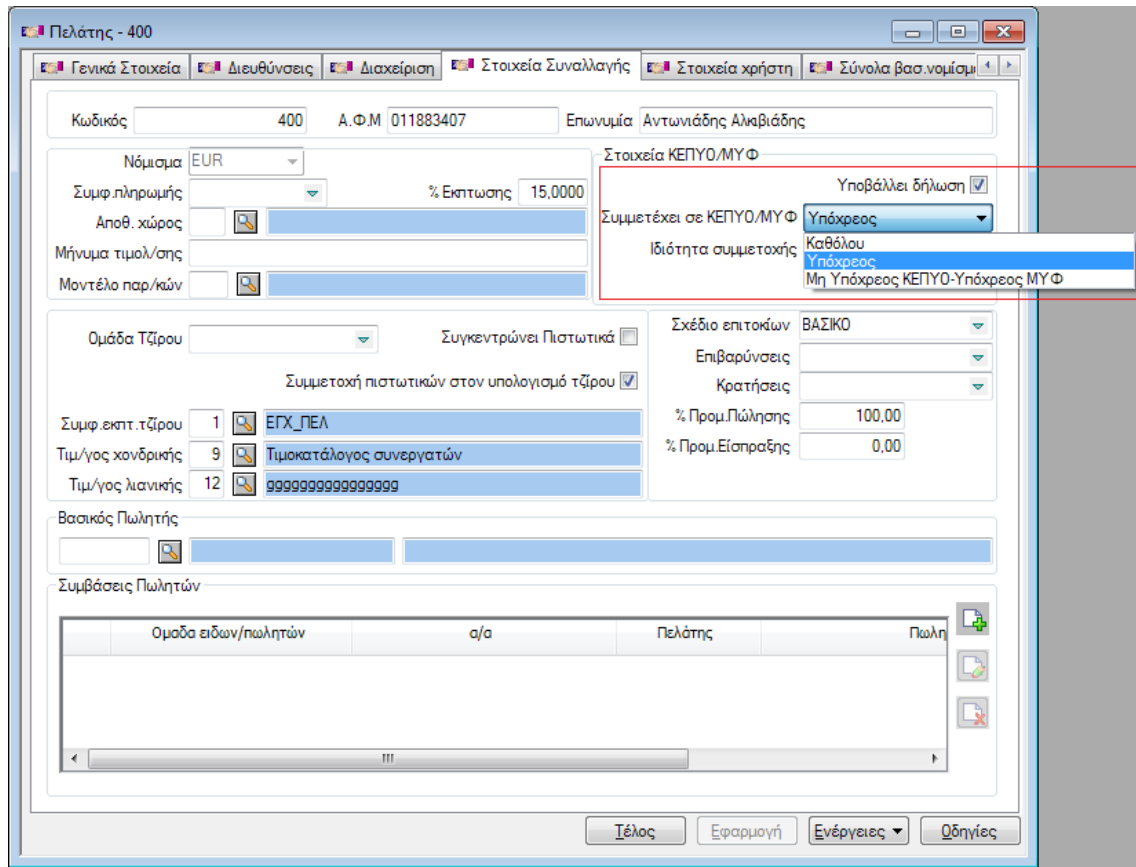 Πελάτης - 400
Γενικά Στοιχεία Διευθύνσεις Διαχείριση Στοιχεία Συναλλαγής Στοιχεία χρήστη Σύνολα βασ.νομίσμ
Κωδικός 400 Α.Φ.Μ 011883407 Επωνυμία Αντωνιάδης Αλκιβιάδης
Νόμισμα EUR
Συμφ.πληρωμής % Εκπτωσης 15,0000
Αποθ. χώρος
Μήνυμα τιμολ/σης
Μοντέλο παρ/κών
Στοιχεία ΚΕΠΥΟ/ΜΥΦ
Υποβάλλει δήλωση
Συμμετέχει σε ΚΕΠΥΟ/ΜΥΦ Υπόχρεος
Ιδιότητα συμμετοχής
Καθόλου
Υπόχρεος
Μη Υπόχρεος ΚΕΠΥΟ-Υπόχρεος ΜΥΦ
Ομάδα Τζίρου Συγκεντρώνει Πιστωτικά
Συμμετοχή πιστωτικών στον υπολογισμό τζίρου
Συμφ.εκπτ.τζίρου 1 ΕΓΧ_ΠΕΛ
Τιμ/γος χονδρικής 9 Τιμοκατάλογος συνεργατών
Τιμ/γος λιανικής 12 gggggggggggggggg
Σχέδιο επιτοκίων ΒΑΣΙΚΟ
Επιβαρύνσεις
Κρατήσεις
% Προμ.Πώλησης 100,00
% Προμ.Είσπραξης 0,00
Βασικός Πωλητής
Συμβάσεις Πωλητών
Ομαδα ειδων/πωλητών α/α Πελάτης Πωλη
Τέλος Εφαρμογή Ενέργειες Οδηγίες